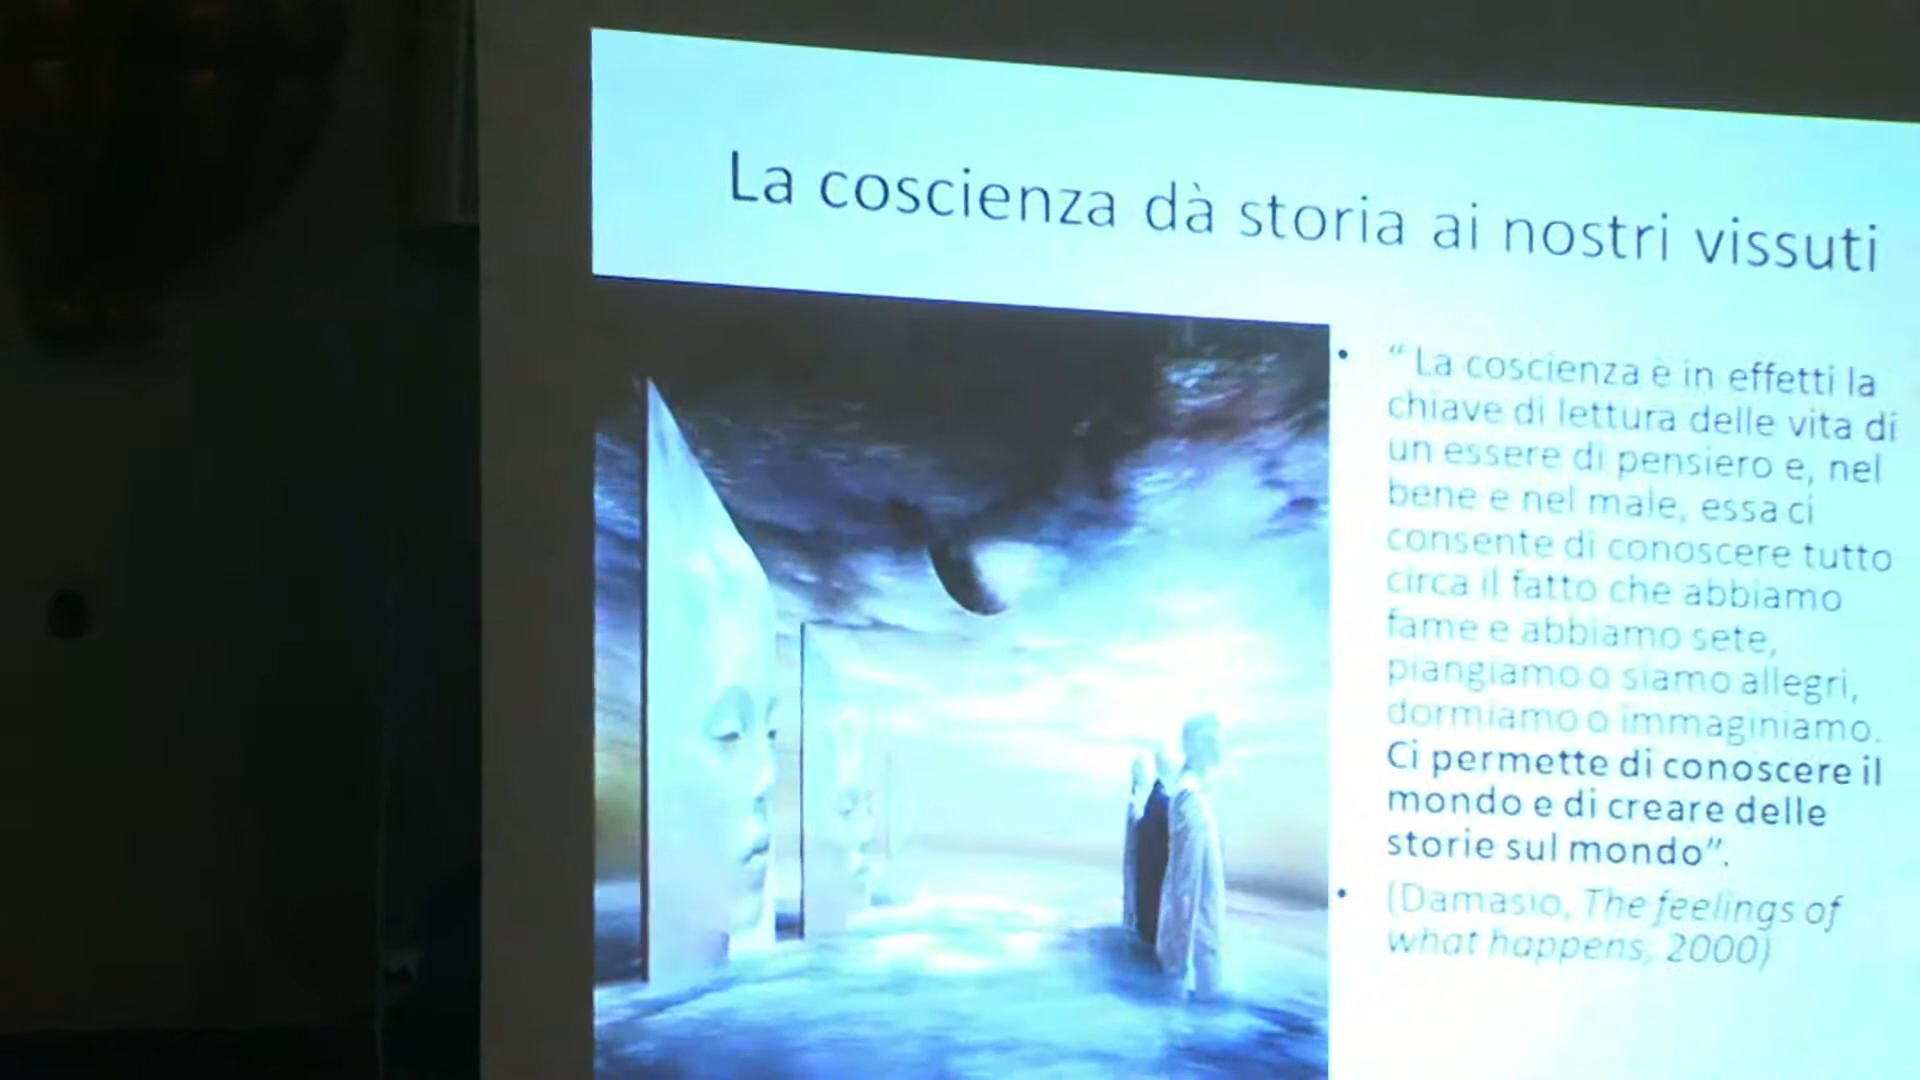 La coscienza dà storia ai nostri vissuti
• “ La coscienza è in effetti la
chiave di lettura delle vita di
un essere di pensiero e, nel
bene e nel male, essa ci
consente di conoscere tutto
circa il fatto che abbiamo
fame e abbiamo sete,
piangiamo o siamo allegri,
dormiamo o immaginiamo.
Ci permette di conoscere il
mondo e di creare delle
storie sul mondo”.
• (Damasio, The feelings of
what happens, 2000)